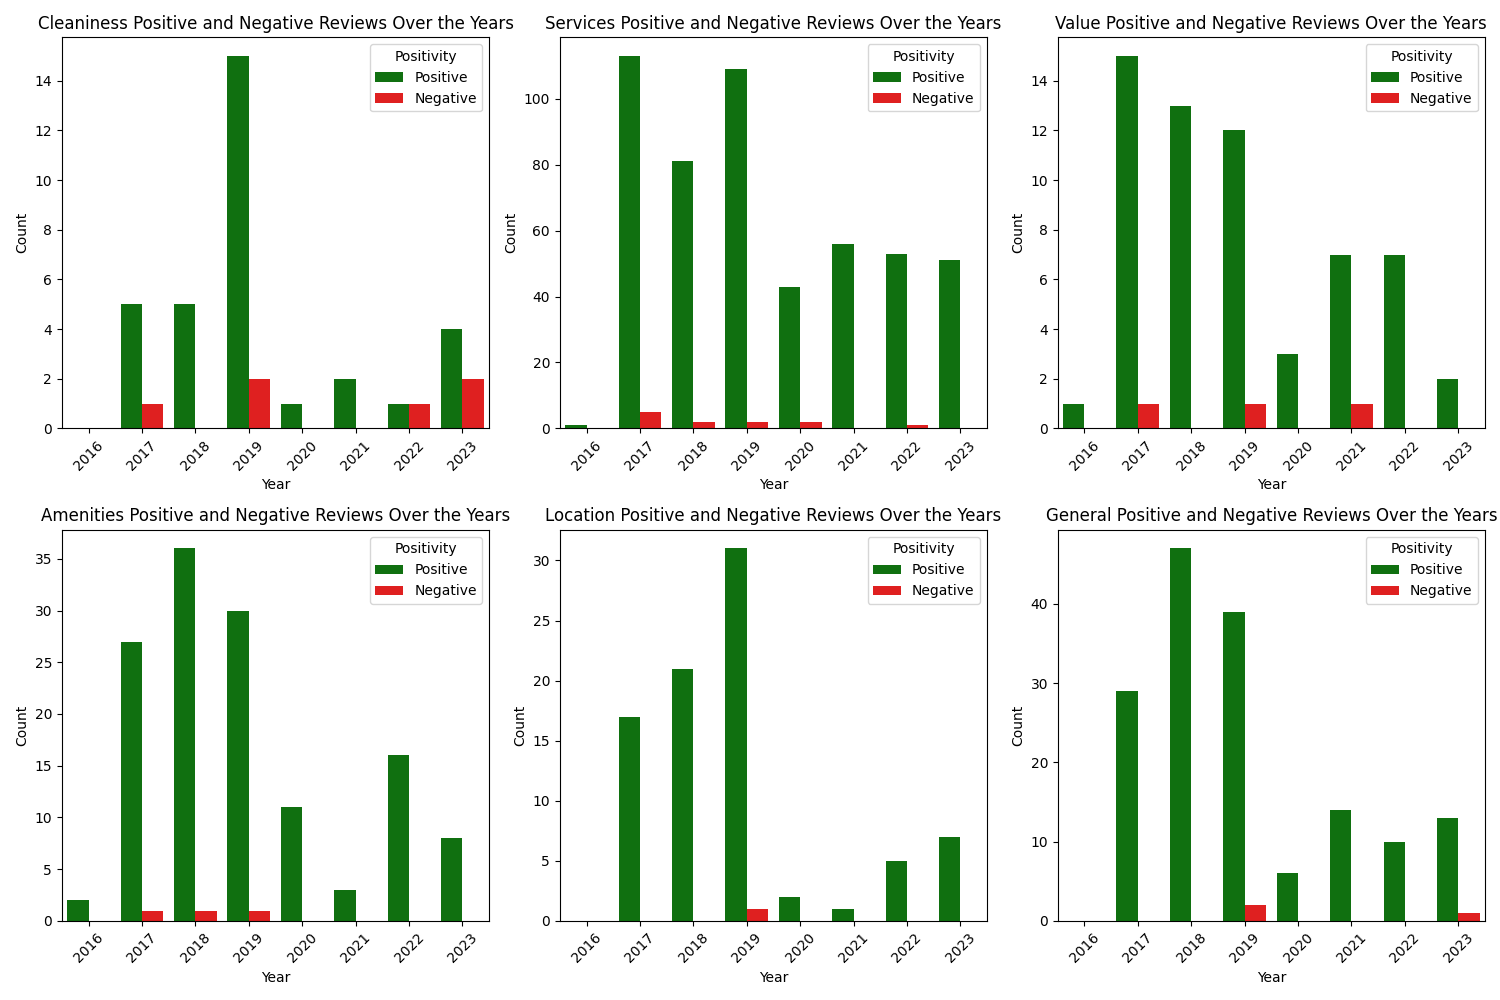 Cleaniness Positive and Negative Reviews Over the Years
Positivity
Positive
Negative
Count
14
12
10
8
6
4
2
0
2016 2017 2018 2019 2020 2021 2022 2023
Year
Services Positive and Negative Reviews Over the Years
Positivity
Positive
Negative
Count
100
80
60
40
20
0
2016 2017 2018 2019 2020 2021 2022 2023
Year
Value Positive and Negative Reviews Over the Years
Positivity
Positive
Negative
Count
14
12
10
8
6
4
2
0
2016 2017 2018 2019 2020 2021 2022 2023
Year
Amenities Positive and Negative Reviews Over the Years
Positivity
Positive
Negative
Count
35
30
25
20
15
10
5
0
2016 2017 2018 2019 2020 2021 2022 2023
Year
Location Positive and Negative Reviews Over the Years
Positivity
Positive
Negative
Count
30
25
20
15
10
5
0
2016 2017 2018 2019 2020 2021 2022 2023
Year
General Positive and Negative Reviews Over the Years
Positivity
Positive
Negative
Count
40
30
20
10
0
2016 2017 2018 2019 2020 2021 2022 2023
Year